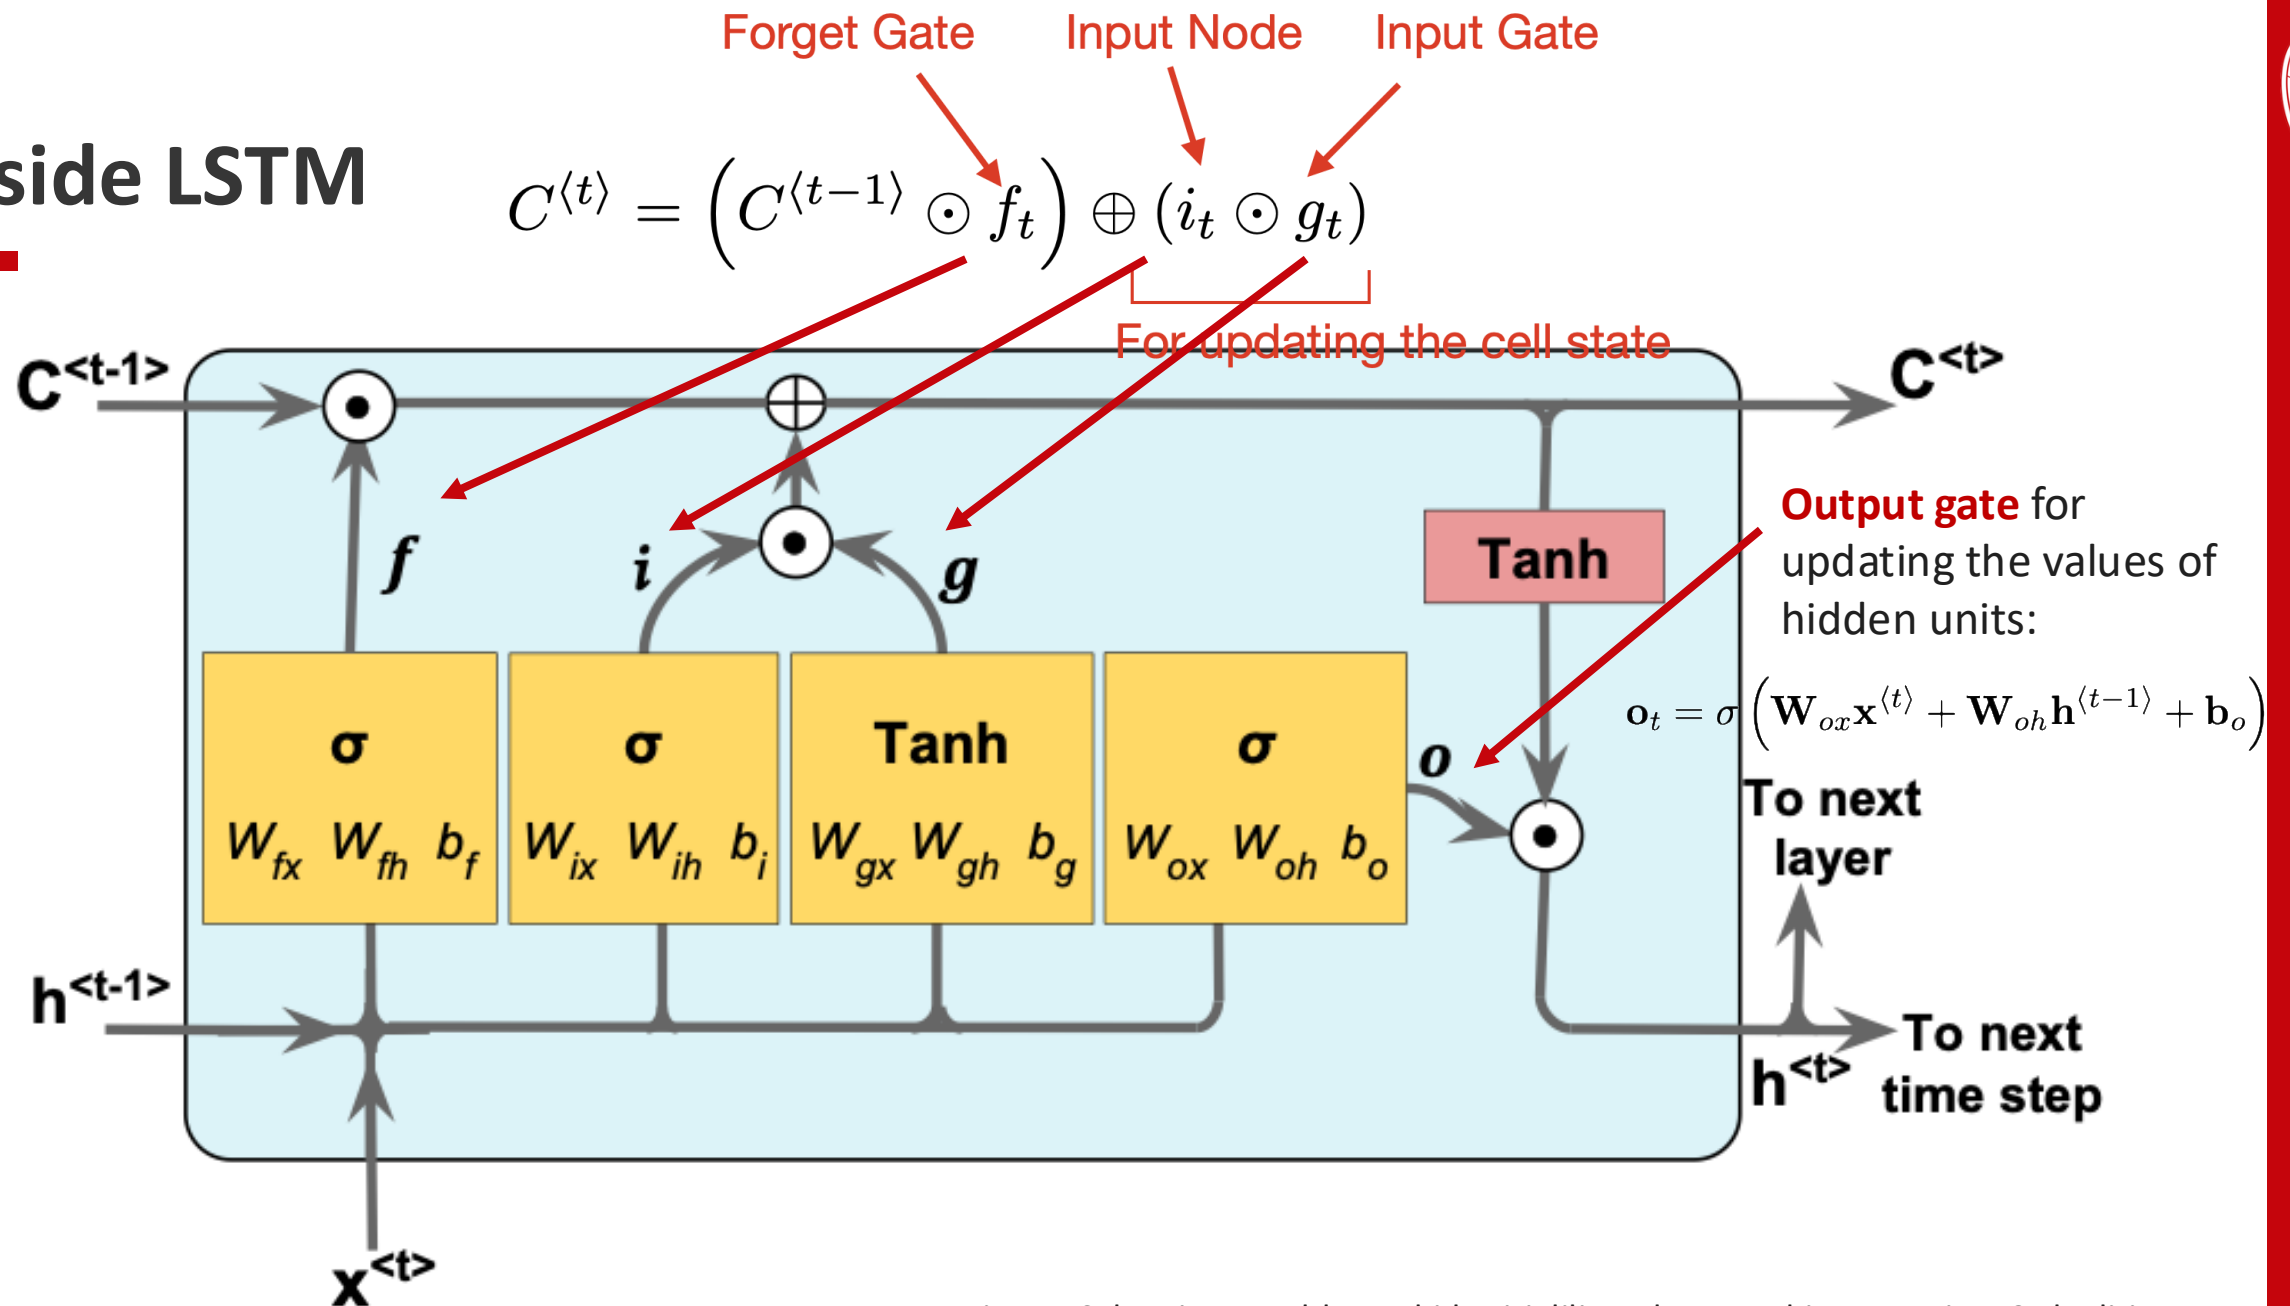 Forget Gate Input Node Input Gate
side LSTM
C⟨t⟩ = (C⟨t−1⟩ ⊙ f_t) ⊕ (i_t ⊙ g_t)
For updating the cell state
C<t-1>
C<t>
f
i
g
Tanh
Output gate for
updating the values of
hidden units:
o_t = σ(W_ox x⟨t⟩ + W_oh h⟨t−1⟩ + b_o)
σ
W_fx W_fh b_f
σ
W_ix W_ih b_i
Tanh
W_gx W_gh b_g
σ
W_ox W_oh b_o
o
To next
layer
h<t-1>
h<t>
To next
time step
x<t>